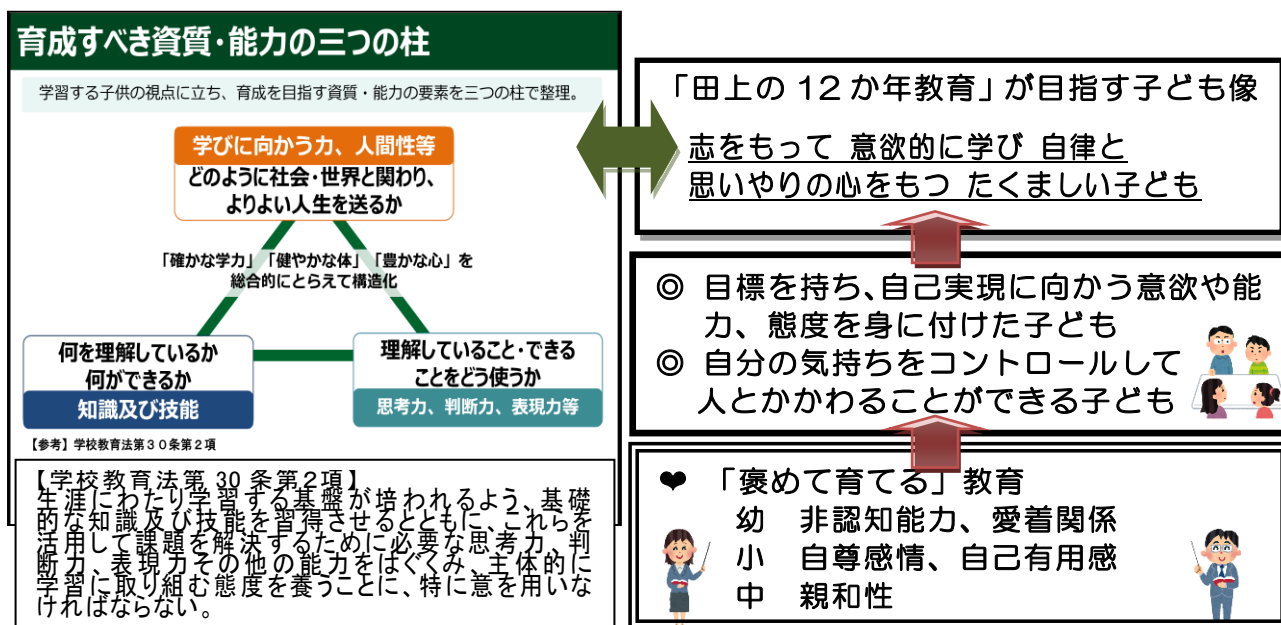 育成すべき資質・能力の三つの柱
学習する子供の視点に立ち、育成を目指す資質・能力の要素を三つの柱で整理。
学びに向かう力、人間性等
どのように社会・世界と関わり、
よりよい人生を送るか
「確かな学力」「健やかな体」「豊かな心」を
総合的にとらえて構造化
何を理解しているか
何ができるか
知識及び技能
理解していること・できる
ことをどう使うか
思考力、判断力、表現力等
【参考】学校教育法第30条第2項
【学校教育法第 30 条第2項】
生涯にわたり学習する基盤が培われるよう、基礎
的な知識及び技能を習得させるとともに、これらを
活用して課題を解決するために必要な思考力、判
断力、表現力その他の能力をはぐくみ、主体的に
学習に取り組む態度を養うことに、特に意を用いな
ければならない。
「田上の 12 か年教育」が目指す子ども像
志をもって 意欲的に学び 自律と
思いやりの心をもつ たくましい子ども
◎ 目標を持ち、自己実現に向かう意欲や能
力、態度を身に付けた子ども
◎ 自分の気持ちをコントロールして
人とかかわることができる子ども
❤ 「褒めて育てる」教育
幼 非認知能力、愛着関係
小 自尊感情、自己有用感
中 親和性